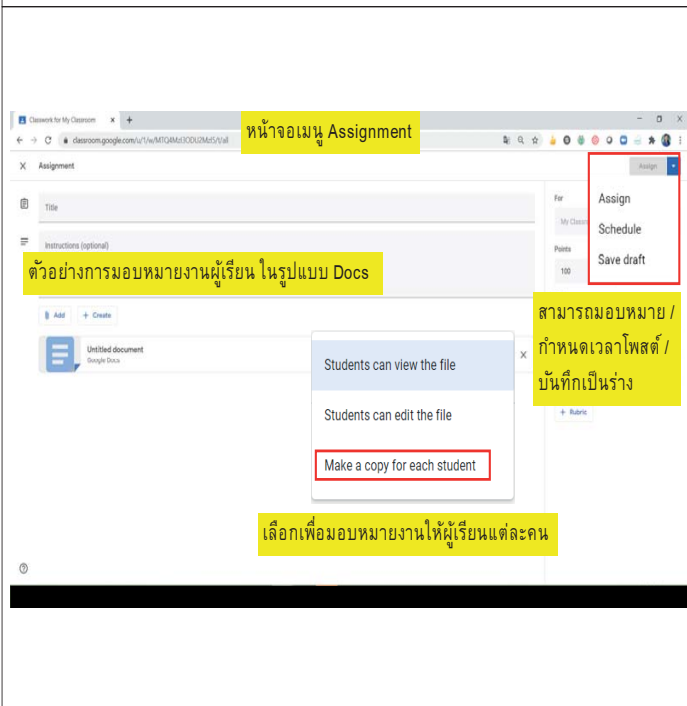 Classwork for My Classroom
หน้าจอเมนู Assignment
Assignment
Assign
Title
For
Assign
My Classr
Schedule
Instructions (optional)
Points
Save draft
ตัวอย่างการมอบหมายงานผู้เรียน ในรูปแบบ Docs
100
Add
+ Create
สามารถมอบหมาย /
กำหนดเวลาโพสต์ /
บันทึกเป็นร่าง
Untitled document
Google Docs
Students can view the file
Students can edit the file
+ Rubric
Make a copy for each student
เลือกเพื่อมอบหมายงานให้ผู้เรียนแต่ละคน